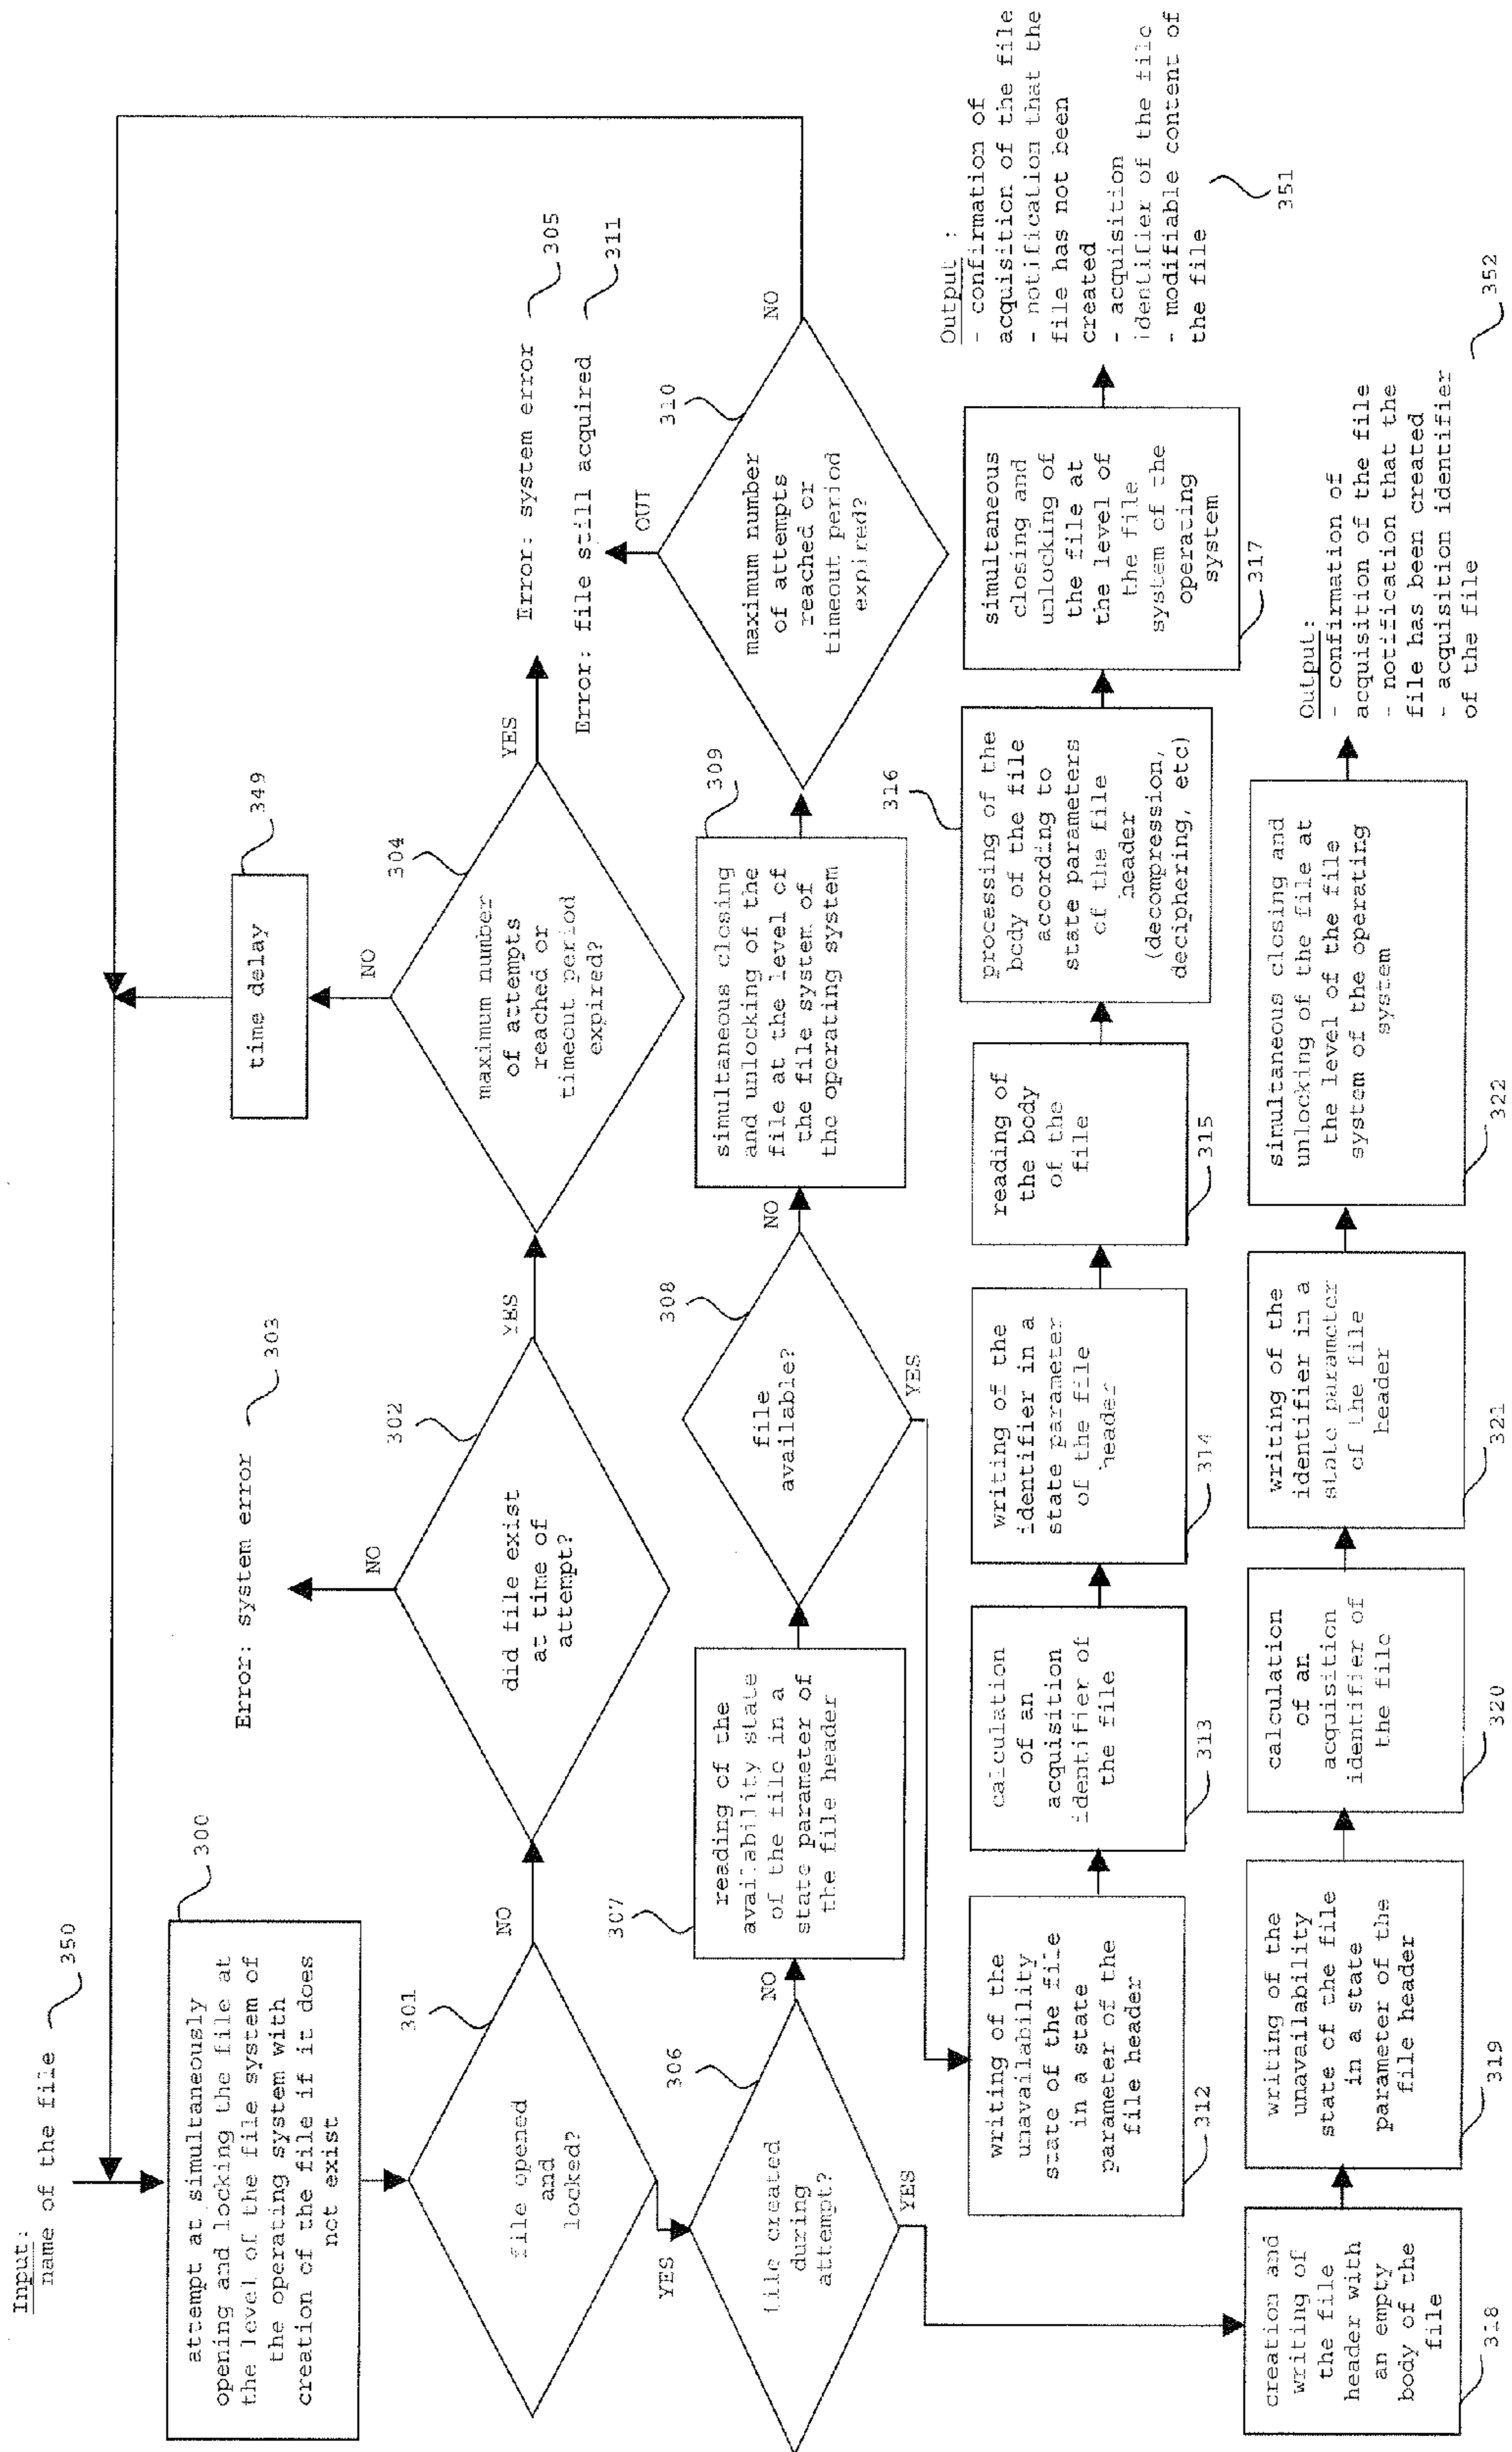 Input:
name of the file
350
attempt at simultaneously
opening and locking the file at
the level of the file system of
the operating system with
creation of the file if it does
not exist
300
file opened
and
locked?
301
NO
YES
did file exist
at time of
attempt?
302
NO
Error: system error
303
YES
maximum number
of attempts
reached or
timeout period
expired?
304
NO
time delay
349
YES
Error: system error
305
file created
during
attempt?
306
NO
YES
reading of the
availability state
of the file in a
state parameter of
the file header
307
file
available?
308
NO
YES
simultaneous closing
and unlocking of the
file at the level of
the file system of
the operating system
309
maximum number
of attempts
reached or
timeout period
expired?
310
OUT
Error: file still acquired
311
NO
writing of the
unavailability
state of the file
in a state
parameter of the
file header
312
calculation
of an
acquisition
identifier of
the file
313
writing of the
identifier in a
state parameter
of the file
header
314
reading of
the body
of the
file
315
processing of the
body of the file
according to
state parameters
of the file
header
(decompression,
deciphering, etc)
316
simultaneous
closing and
unlocking of
the file at
the level of
the file
system of the
operating
system
317
Output :
- confirmation of
acquisition of the file
- notification that the
file has not been
created
- acquisition
identifier of the file
- modifiable content of
the file
351
creation and
writing of
the file
header with
an empty
body of the
file
318
writing of the
unavailability
state of the file
in a state
parameter of the
file header
319
calculation
of an
acquisition
identifier of
the file
320
writing of the
identifier in a
state parameter
of the file
header
321
simultaneous closing and
unlocking of the file at
the level of the file
system of the operating
system
322
Output:
- confirmation of
acquisition of the file
- notification that the
file has been created
- acquisition identifier
of the file
352